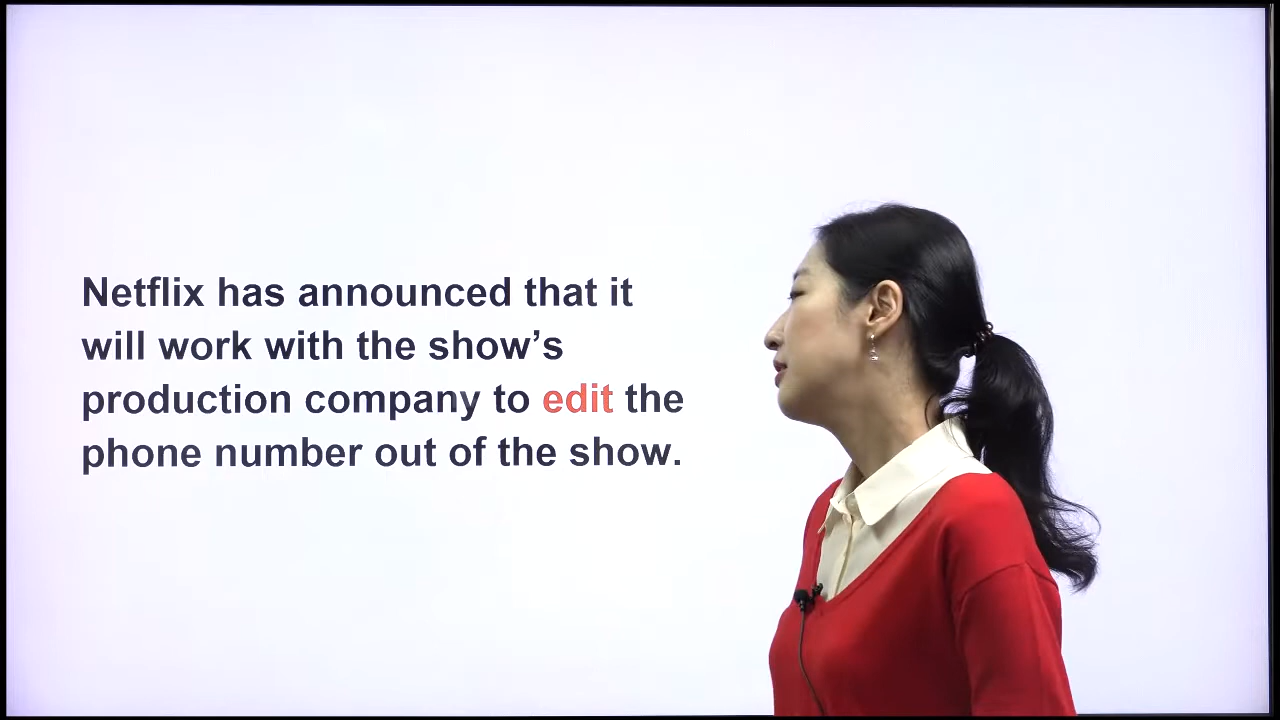 Netflix has announced that it
will work with the show’s
production company to edit the
phone number out of the show.